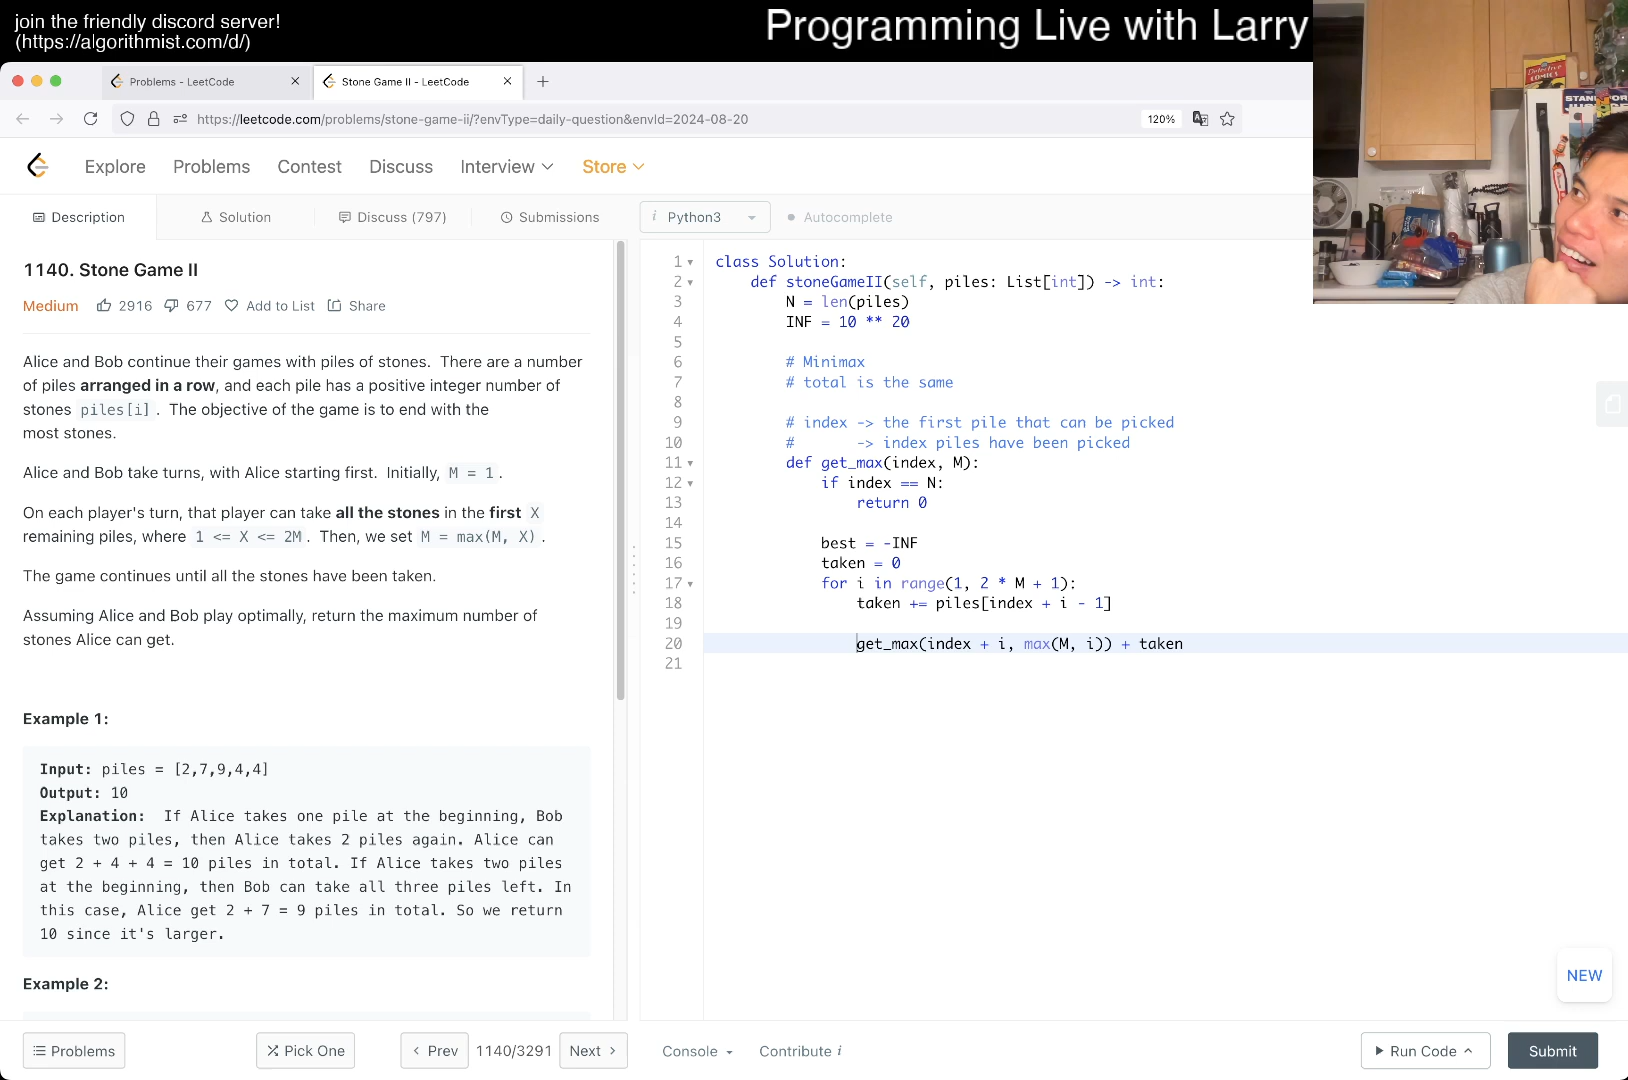 join the friendly discord server!
(https://algorithmist.com/d/)
Programming Live with Larry
Problems - LeetCode
Stone Game II - LeetCode
https://leetcode.com/problems/stone-game-ii/?envType=daily-question&envId=2024-08-20
120%
Explore
Problems
Contest
Discuss
Interview
Store
Description
Solution
Discuss (797)
Submissions
i Python3
Autocomplete
1140. Stone Game II
Medium
2916
677
Add to List
Share
Alice and Bob continue their games with piles of stones. There are a number
of piles arranged in a row, and each pile has a positive integer number of
stones piles[i]. The objective of the game is to end with the
most stones.
Alice and Bob take turns, with Alice starting first. Initially, M = 1.
On each player's turn, that player can take all the stones in the first X
remaining piles, where 1 <= X <= 2M. Then, we set M = max(M, X).
The game continues until all the stones have been taken.
Assuming Alice and Bob play optimally, return the maximum number of
stones Alice can get.
Example 1:
Input: piles = [2,7,9,4,4]
Output: 10
Explanation: If Alice takes one pile at the beginning, Bob
takes two piles, then Alice takes 2 piles again. Alice can
get 2 + 4 + 4 = 10 piles in total. If Alice takes two piles
at the beginning, then Bob can take all three piles left. In
this case, Alice get 2 + 7 = 9 piles in total. So we return
10 since it's larger.
Example 2:
1 class Solution:
2 def stoneGameII(self, piles: List[int]) -> int:
3 N = len(piles)
4 INF = 10 ** 20
5
6 # Minimax
7 # total is the same
8
9 # index -> the first pile that can be picked
10 # -> index piles have been picked
11 def get_max(index, M):
12 if index == N:
13 return 0
14
15 best = -INF
16 taken = 0
17 for i in range(1, 2 * M + 1):
18 taken += piles[index + i - 1]
19
20 get_max(index + i, max(M, i)) + taken
21
NEW
Problems
Pick One
Prev
1140/3291
Next
Console
Contribute i
Run Code
Submit